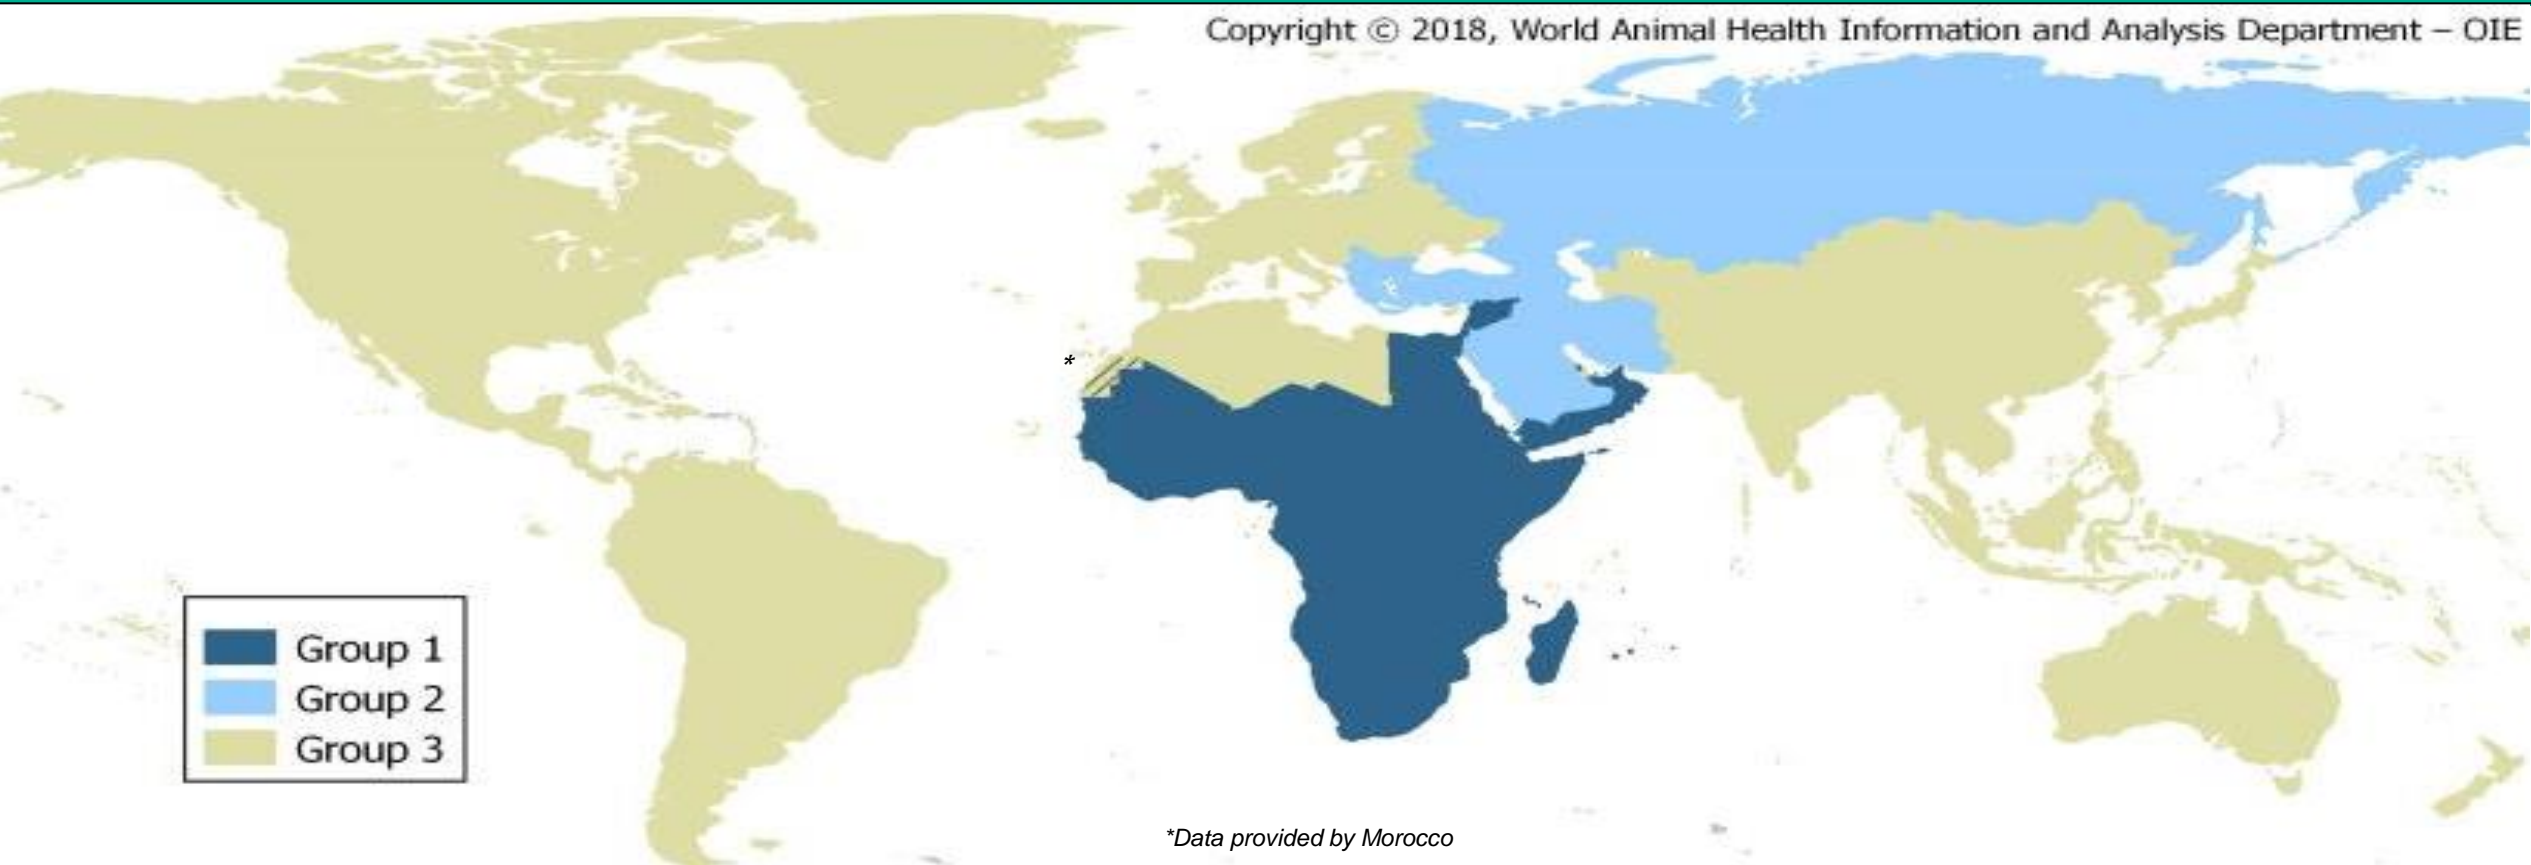 Copyright © 2018, World Animal Health Information and Analysis Department – OIE
*
Group 1
Group 2
Group 3
*Data provided by Morocco